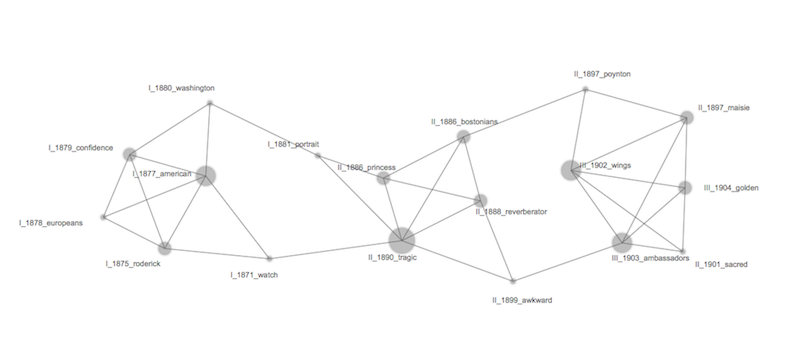 II_1897_poynton
I_1880_washington
II_1897_maisie
II_1886_bostonians
I_1881_portrait
I_1879_confidence
II_1886_princess
III_1902_wings
I_1877_american
III_1904_golden
II_1888_reverberator
I_1878_europeans
II_1890_tragic
III_1903_ambassadors
I_1875_roderick
II_1901_sacred
I_1871_watch
II_1899_awkward